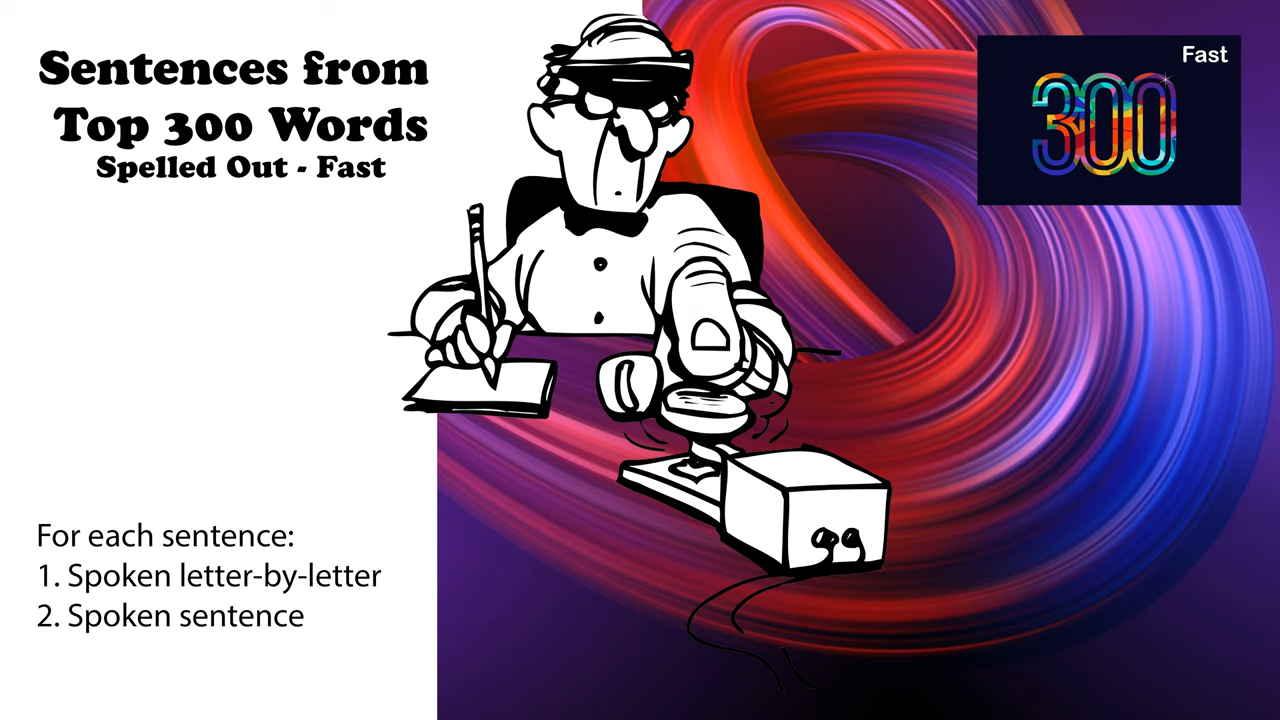 Sentences from
Top 300 Words
Spelled Out - Fast
Fast
300
For each sentence:
1. Spoken letter-by-letter
2. Spoken sentence